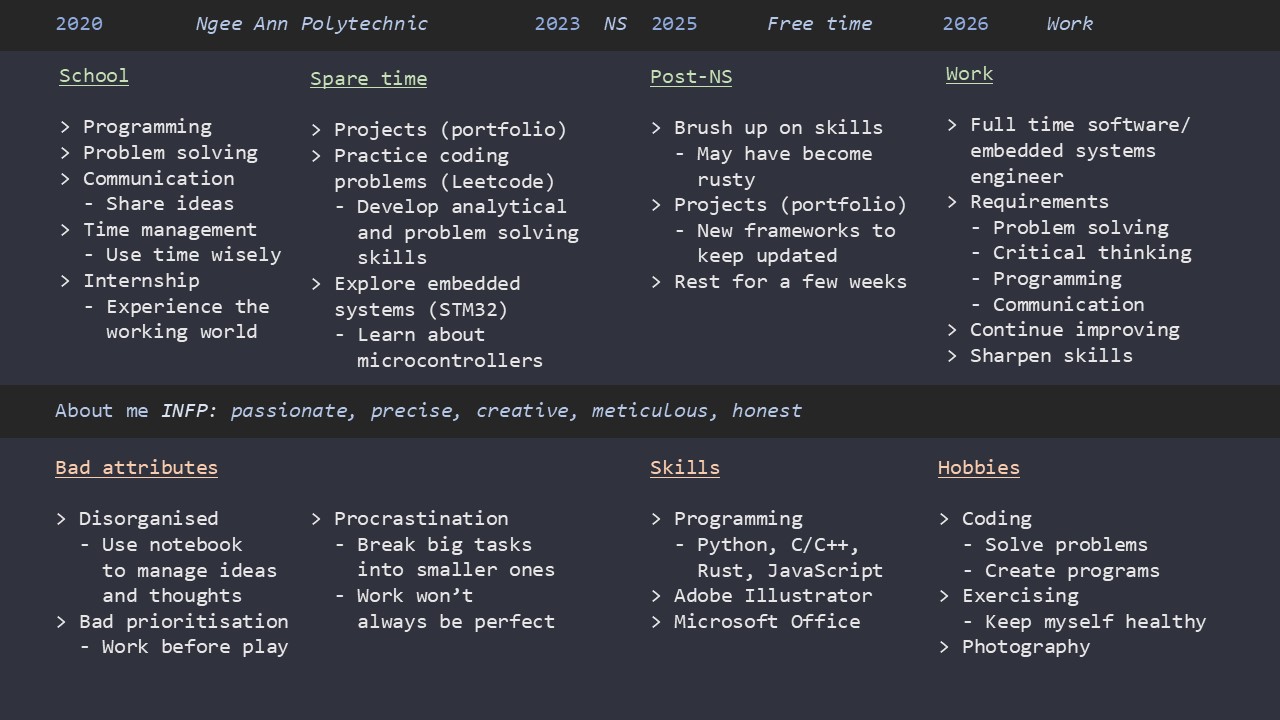 2020 Ngee Ann Polytechnic 2023 NS 2025 Free time 2026 Work
School
> Programming
> Problem solving
> Communication
- Share ideas
> Time management
- Use time wisely
> Internship
- Experience the
working world
Spare time
> Projects (portfolio)
> Practice coding
problems (Leetcode)
- Develop analytical
and problem solving
skills
> Explore embedded
systems (STM32)
- Learn about
microcontrollers
Post-NS
> Brush up on skills
- May have become
rusty
> Projects (portfolio)
- New frameworks to
keep updated
> Rest for a few weeks
Work
> Full time software/
embedded systems
engineer
> Requirements
- Problem solving
- Critical thinking
- Programming
- Communication
> Continue improving
> Sharpen skills
About me INFP: passionate, precise, creative, meticulous, honest
Bad attributes
> Disorganised
- Use notebook
to manage ideas
and thoughts
> Bad prioritisation
- Work before play
> Procrastination
- Break big tasks
into smaller ones
- Work won’t
always be perfect
Skills
> Programming
- Python, C/C++,
Rust, JavaScript
> Adobe Illustrator
> Microsoft Office
Hobbies
> Coding
- Solve problems
- Create programs
> Exercising
- Keep myself healthy
> Photography